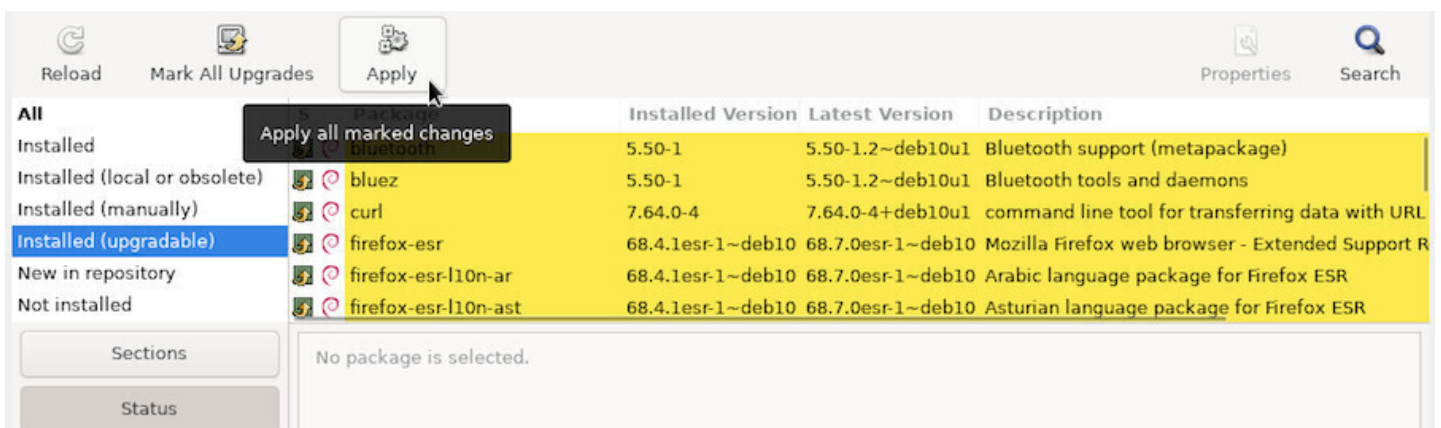 Reload Mark All Upgrades Apply Properties Search
Apply all marked changes
All
Installed
Installed (local or obsolete)
Installed (manually)
Installed (upgradable)
New in repository
Not installed
S Package Installed Version Latest Version Description
bluetooth 5.50-1 5.50-1.2~deb10u1 Bluetooth support (metapackage)
bluez 5.50-1 5.50-1.2~deb10u1 Bluetooth tools and daemons
curl 7.64.0-4 7.64.0-4+deb10u1 command line tool for transferring data with URL
firefox-esr 68.4.1esr-1~deb10 68.7.0esr-1~deb10 Mozilla Firefox web browser - Extended Support R
firefox-esr-l10n-ar 68.4.1esr-1~deb10 68.7.0esr-1~deb10 Arabic language package for Firefox ESR
firefox-esr-l10n-ast 68.4.1esr-1~deb10 68.7.0esr-1~deb10 Asturian language package for Firefox ESR
Sections
Status
No package is selected.